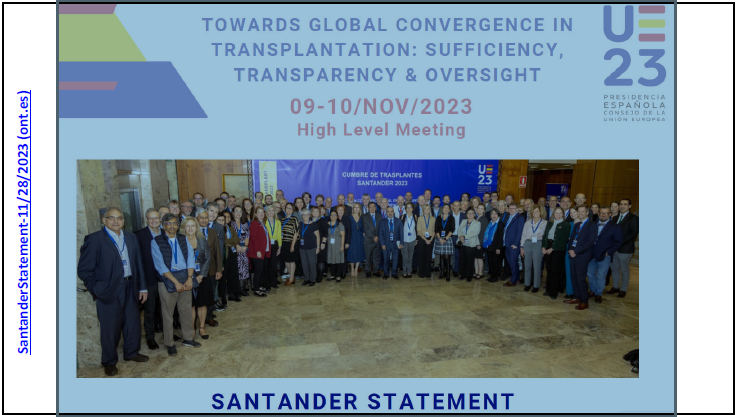 TOWARDS GLOBAL CONVERGENCE IN
TRANSPLANTATION: SUFFICIENCY,
TRANSPARENCY & OVERSIGHT
09-10/NOV/2023
High Level Meeting
UE
23
PRESIDENCIA
ESPAÑOLA
CONSEJO DE LA
UNIÓN EUROPEA
SantanderStatement-11/28/2023 (ont.es)
CUMBRE DE TRASPLANTES
SANTANDER 2023
UE
23
SANTANDER STATEMENT